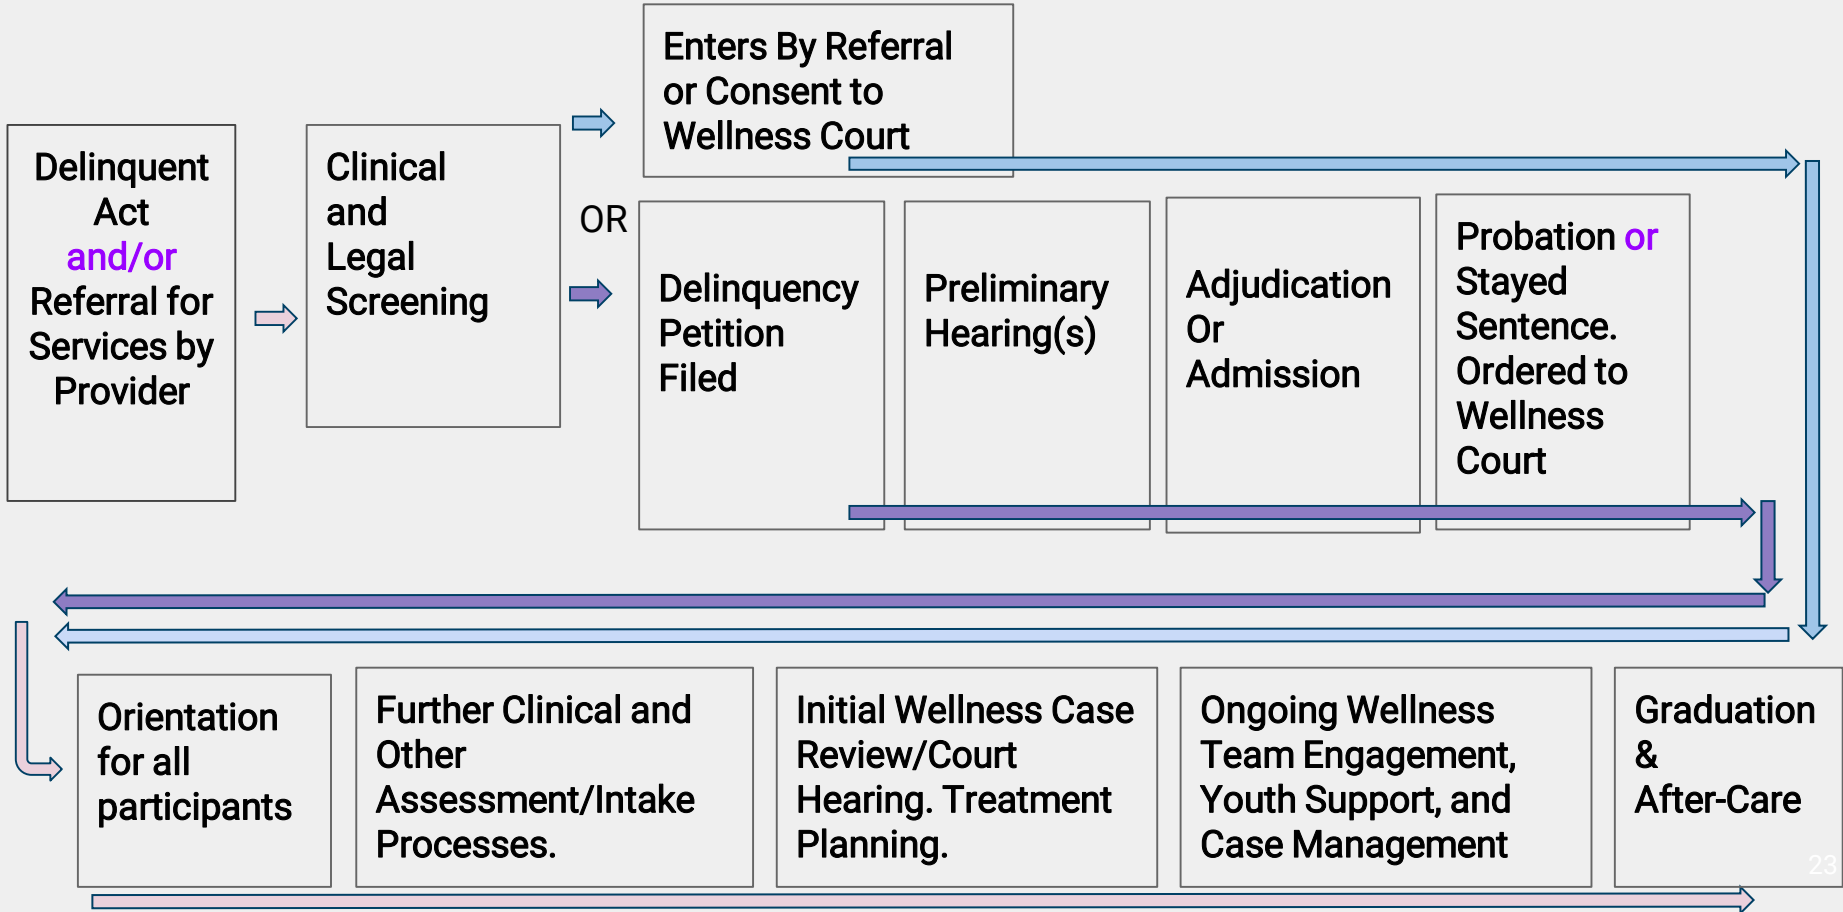 Enters By Referral
or Consent to
Wellness Court
Delinquent
Act
and/or
Referral for
Services by
Provider
Clinical
and
Legal
Screening
OR
Delinquency
Petition
Filed
Preliminary
Hearing(s)
Adjudication
Or
Admission
Probation or
Stayed
Sentence.
Ordered to
Wellness
Court
Orientation
for all
participants
Further Clinical and
Other
Assessment/Intake
Processes.
Initial Wellness Case
Review/Court
Hearing. Treatment
Planning.
Ongoing Wellness
Team Engagement,
Youth Support, and
Case Management
Graduation
&
After-Care
23